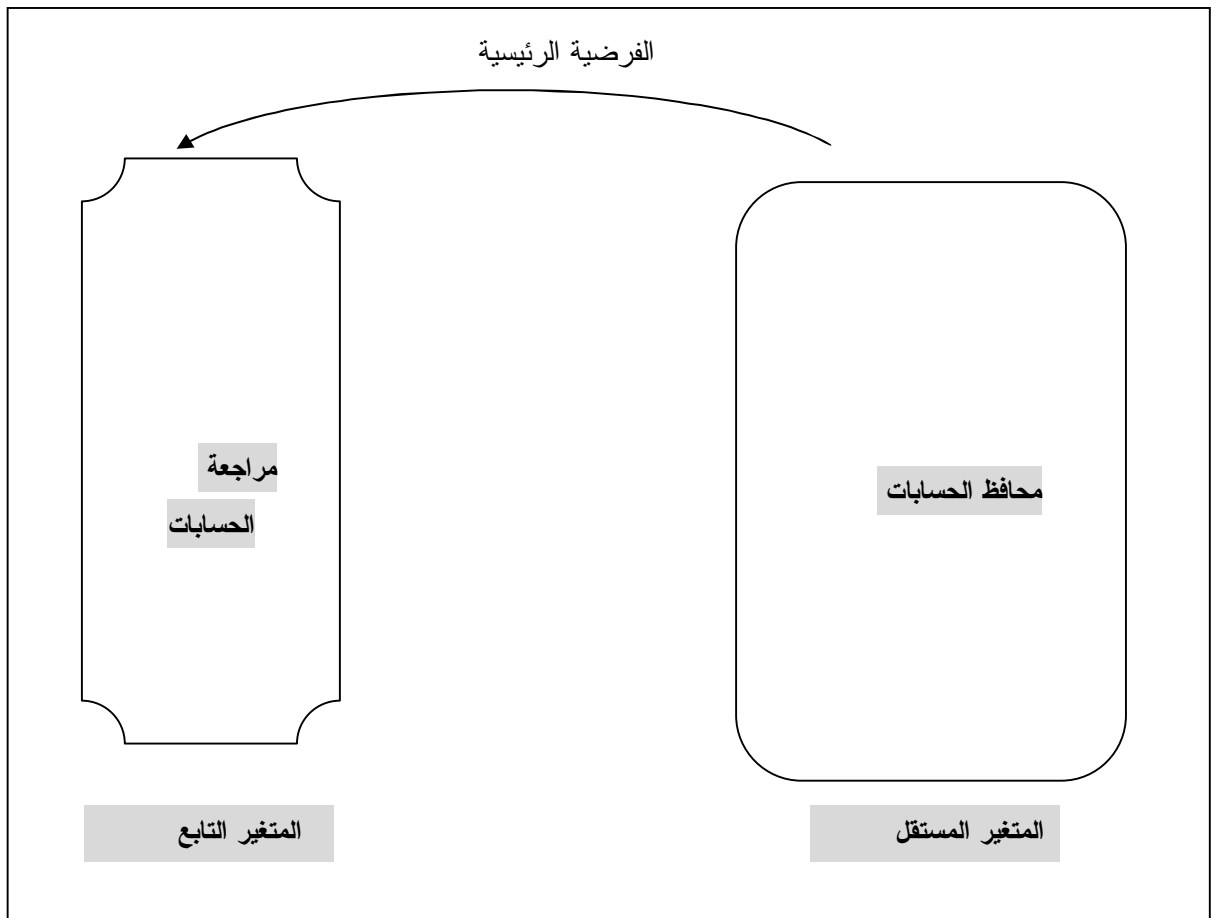 الفرضية الرئيسية
محافظ الحسابات
مراجعة
الحسابات
المتغير المستقل
المتغير التابع